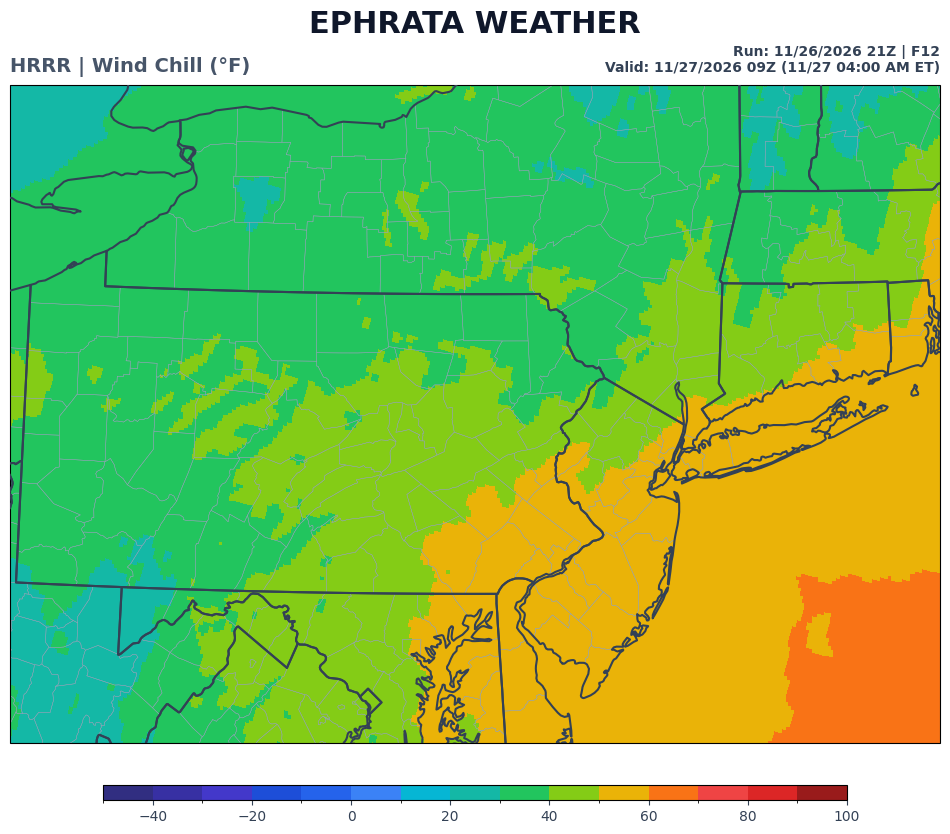 EPHRATA WEATHER
Run: 11/26/2026 21Z | F12
HRRR | Wind Chill (°F)
Valid: 11/27/2026 09Z (11/27 04:00 AM ET)
−40 −20 0 20 40 60 80 100